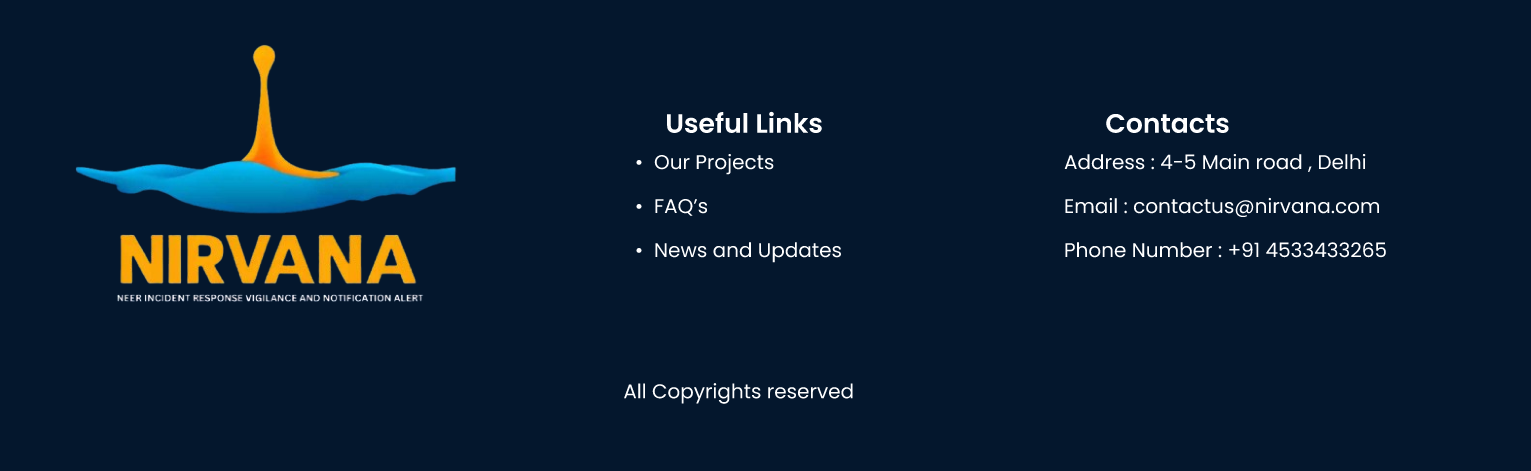 NIRVANA
NEER INCIDENT RESPONSE VIGILANCE AND NOTIFICATION ALERT
Useful Links
• Our Projects
• FAQ’s
• News and Updates
Contacts
Address : 4-5 Main road , Delhi
Email : contactus@nirvana.com
Phone Number : +91 4533433265
All Copyrights reserved